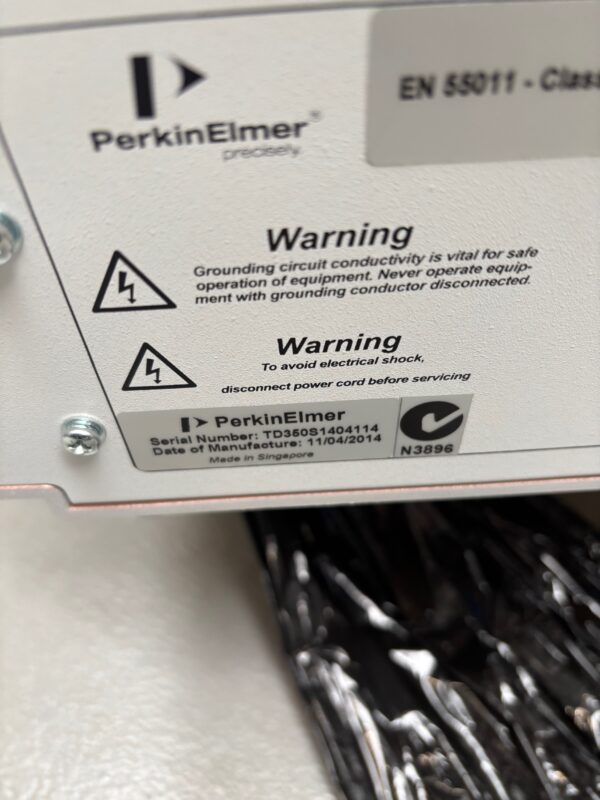 PerkinElmer®
precisely.
EN 55011 - Class
Warning
Grounding circuit conductivity is vital for safe
operation of equipment. Never operate equip-
ment with grounding conductor disconnected.
Warning
To avoid electrical shock,
disconnect power cord before servicing
PerkinElmer
Serial Number: TD350S1404114
Date of Manufacture: 11/04/2014
Made in Singapore
N3896